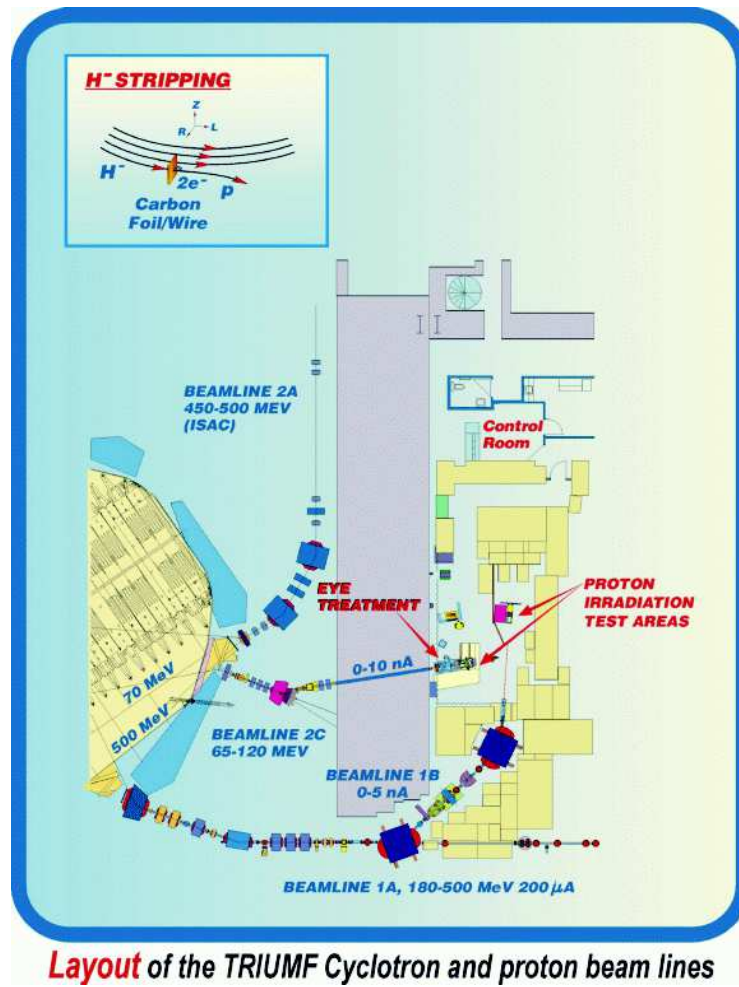 H⁻ STRIPPING
Z
R
L
H⁻
2e⁻
p
Carbon
Foil/Wire
BEAMLINE 2A
450-500 MEV
(ISAC)
Control
Room
EYE
TREATMENT
PROTON
IRRADIATION
TEST AREAS
0-10 nA
70 MeV
500 MeV
BEAMLINE 2C
65-120 MEV
BEAMLINE 1B
0-5 nA
BEAMLINE 1A, 180-500 MeV 200 µA
Layout of the TRIUMF Cyclotron and proton beam lines